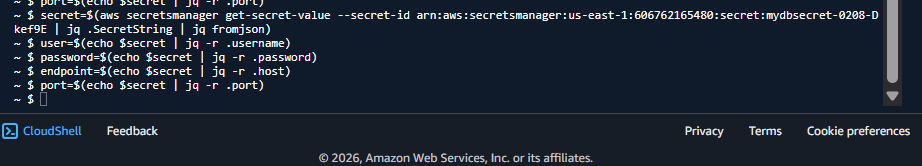 ~ $ port=$(echo $secret | jq -r .port)
~ $ secret=$(aws secretsmanager get-secret-value --secret-id arn:aws:secretsmanager:us-east-1:606762165480:secret:mydbsecret-0208-D
kef9E | jq .SecretString | jq fromjson)
~ $ user=$(echo $secret | jq -r .username)
~ $ password=$(echo $secret | jq -r .password)
~ $ endpoint=$(echo $secret | jq -r .host)
~ $ port=$(echo $secret | jq -r .port)
~ $
CloudShell Feedback Privacy Terms Cookie preferences
© 2026, Amazon Web Services, Inc. or its affiliates.